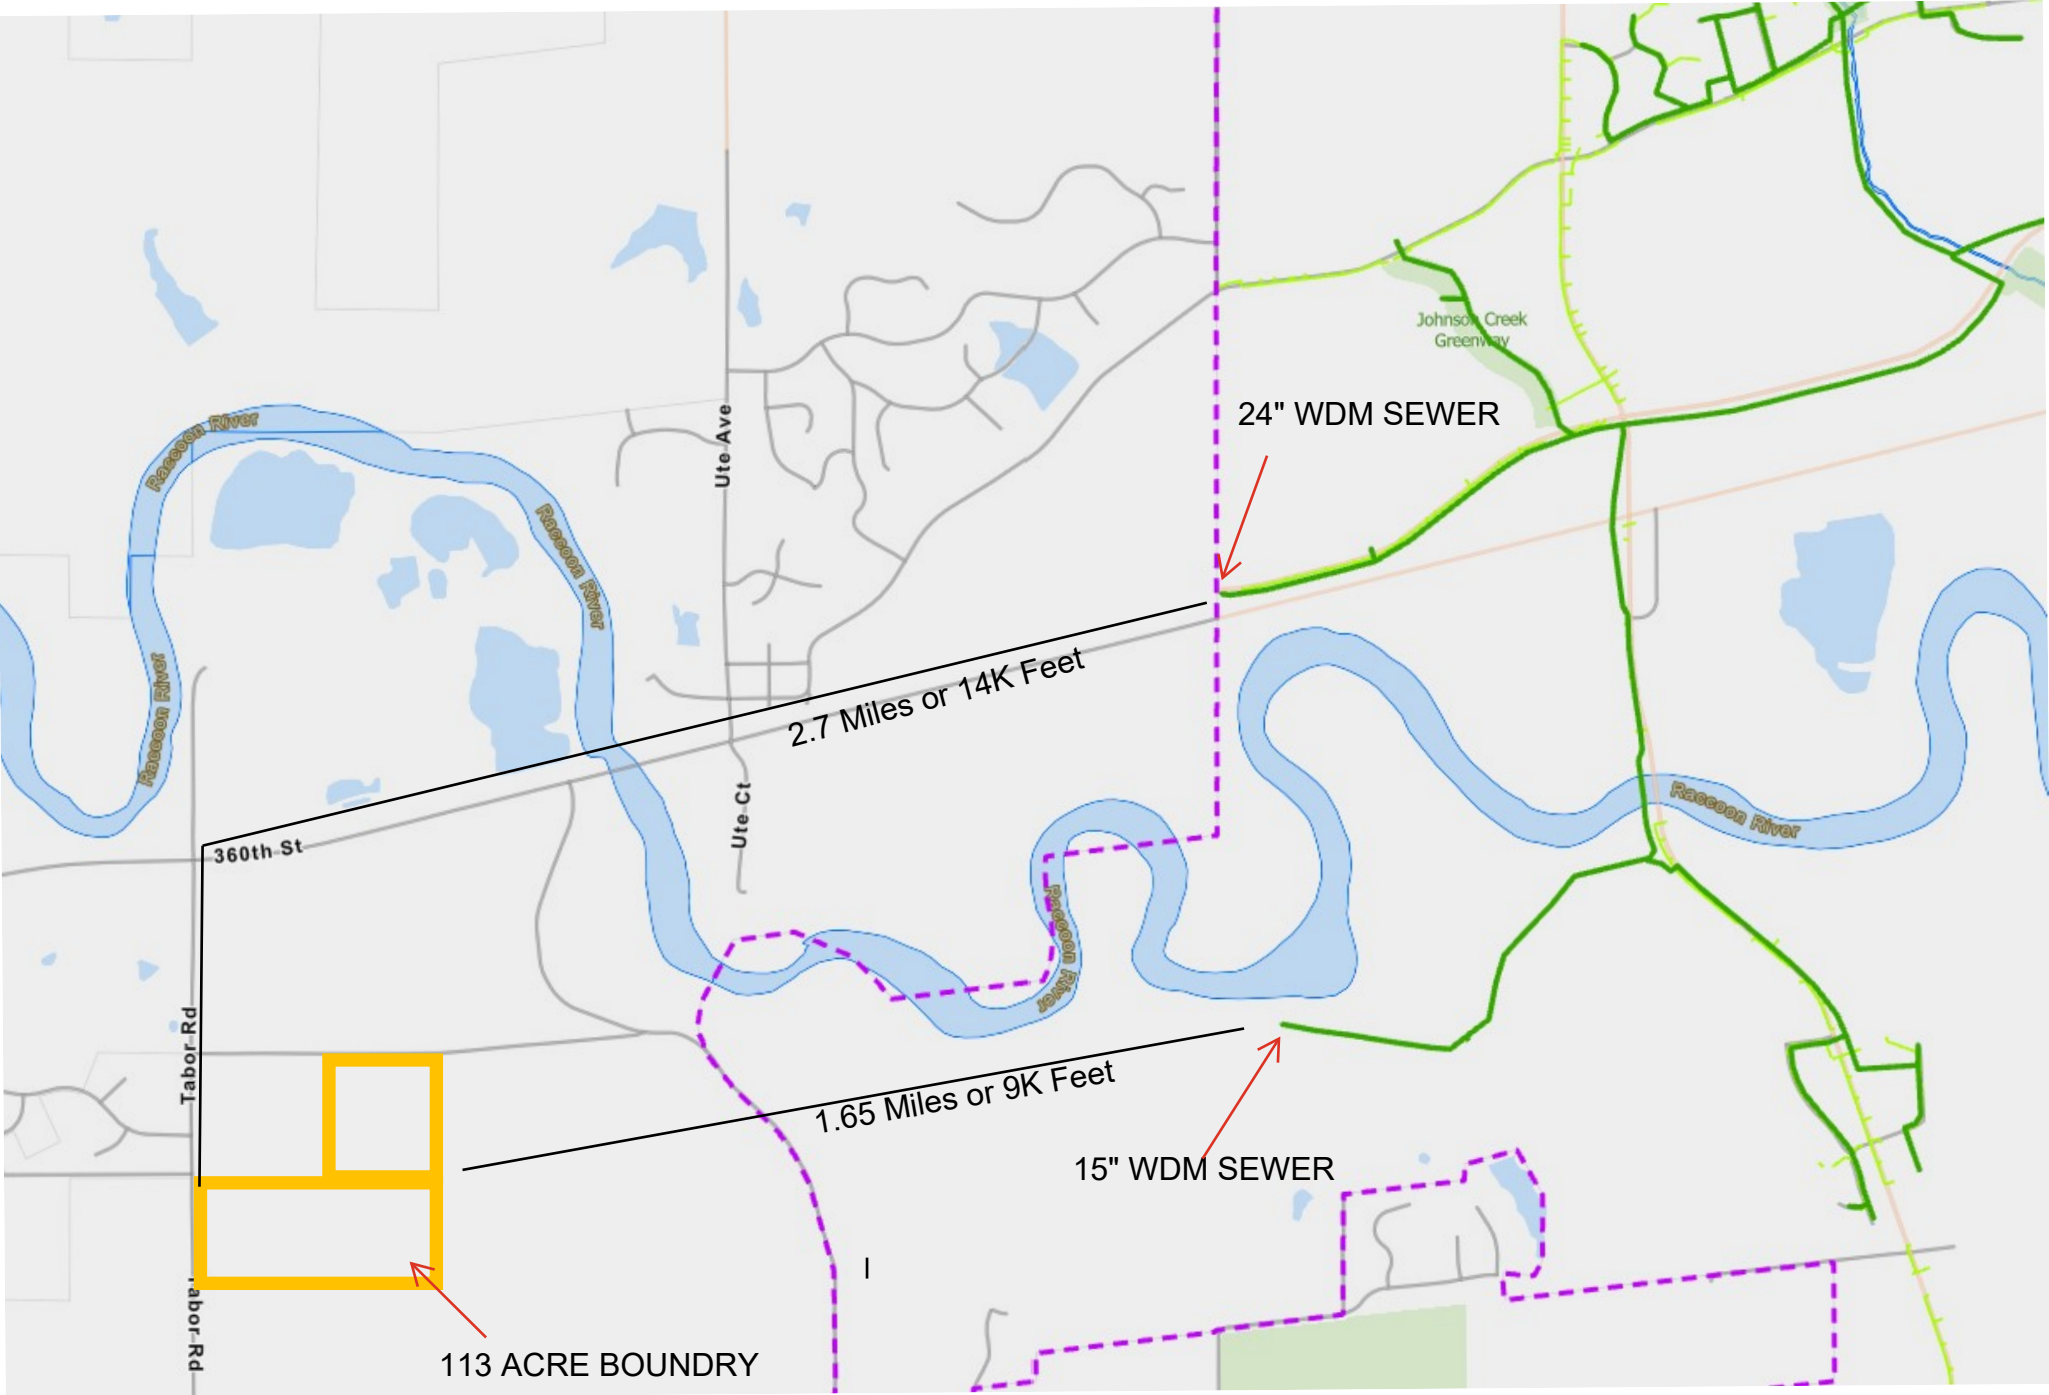 Johnson Creek
Greenway
24" WDM SEWER
Raccoon River
Raccoon River
Ute Ave
Raccoon River
Raccoon River
2.7 Miles or 14K Feet
Raccoon River
Ute Ct
360th St
Raccoon River
Tabor Rd
1.65 Miles or 9K Feet
15" WDM SEWER
Tabor Rd
113 ACRE BOUNDRY